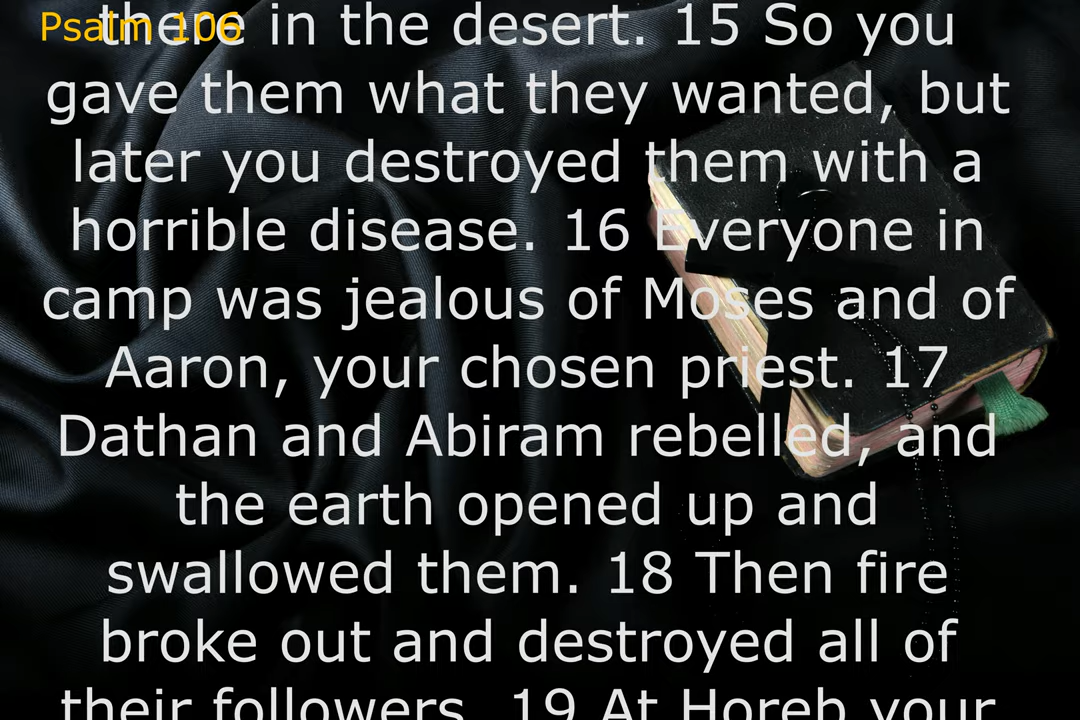 Psalm 106
there in the desert. 15 So you
gave them what they wanted, but
later you destroyed them with a
horrible disease. 16 Everyone in
camp was jealous of Moses and of
Aaron, your chosen priest. 17
Dathan and Abiram rebelled, and
the earth opened up and
swallowed them. 18 Then fire
broke out and destroyed all of
their followers. 19 At Horeb your